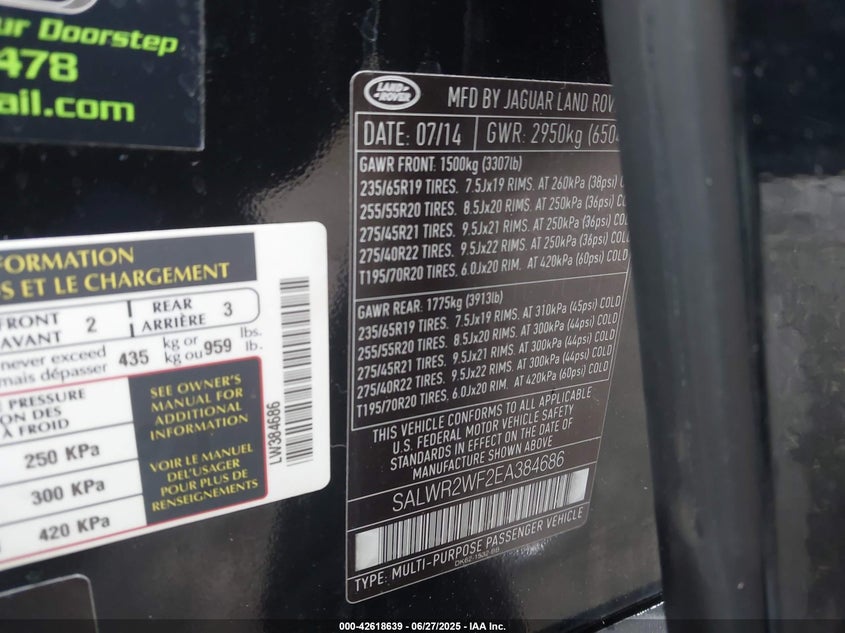 ur Doorstep
478
ail.com
FORMATION
S ET LE CHARGEMENT
FRONT
AVANT 2
REAR
ARRIÈRE 3
never exceed
mais dépasser 435 kg or
kg ou 959 lbs.
lb.
PRESSURE
ON DES
À FROID
250 KPa
300 KPa
420 KPa
SEE OWNER'S
MANUAL FOR
ADDITIONAL
INFORMATION
VOIR LE MANUEL
DE L'USAGER
POUR PLUS DE
RENSEIGNEMENTS
LW384686
LAND
ROVER
MFD BY JAGUAR LAND ROV
DATE: 07/14 GWR: 2950kg (650
GAWR FRONT: 1500kg (3307lb)
235/65R19 TIRES. 7.5Jx19 RIMS. AT 260kPa (38psi) C
255/55R20 TIRES. 8.5Jx20 RIMS. AT 250kPa (36psi) C
275/45R21 TIRES. 9.5Jx21 RIMS. AT 250kPa (36psi) C
275/40R22 TIRES. 9.5Jx22 RIMS. AT 250kPa (36psi) CO
T195/70R20 TIRES. 6.0Jx20 RIM. AT 420kPa (60psi) CO
GAWR REAR: 1775kg (3913lb)
235/65R19 TIRES. 7.5Jx19 RIMS. AT 310kPa (45psi) COLD
255/55R20 TIRES. 8.5Jx20 RIMS. AT 300kPa (44psi) COLD
275/45R21 TIRES. 9.5Jx21 RIMS. AT 300kPa (44psi) COLD
275/40R22 TIRES. 9.5Jx22 RIMS. AT 300kPa (44psi) COLD
T195/70R20 TIRES. 6.0Jx20 RIM. AT 420kPa (60psi) COLD
THIS VEHICLE CONFORMS TO ALL APPLICABLE
U.S. FEDERAL MOTOR VEHICLE SAFETY
STANDARDS IN EFFECT ON THE DATE OF
MANUFACTURE SHOWN ABOVE.
SALWR2WF2EA384686
TYPE: MULTI-PURPOSE PASSENGER VEHICLE
DK62-1532-BB
000-42618639 - 06/27/2025 - IAA Inc.